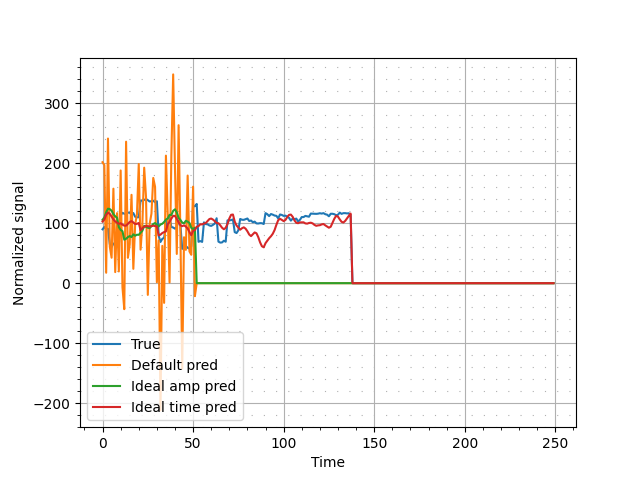 Normalized signal
300
200
100
0
−100
−200
True
Default pred
Ideal amp pred
Ideal time pred
0
50
100
150
200
250
Time